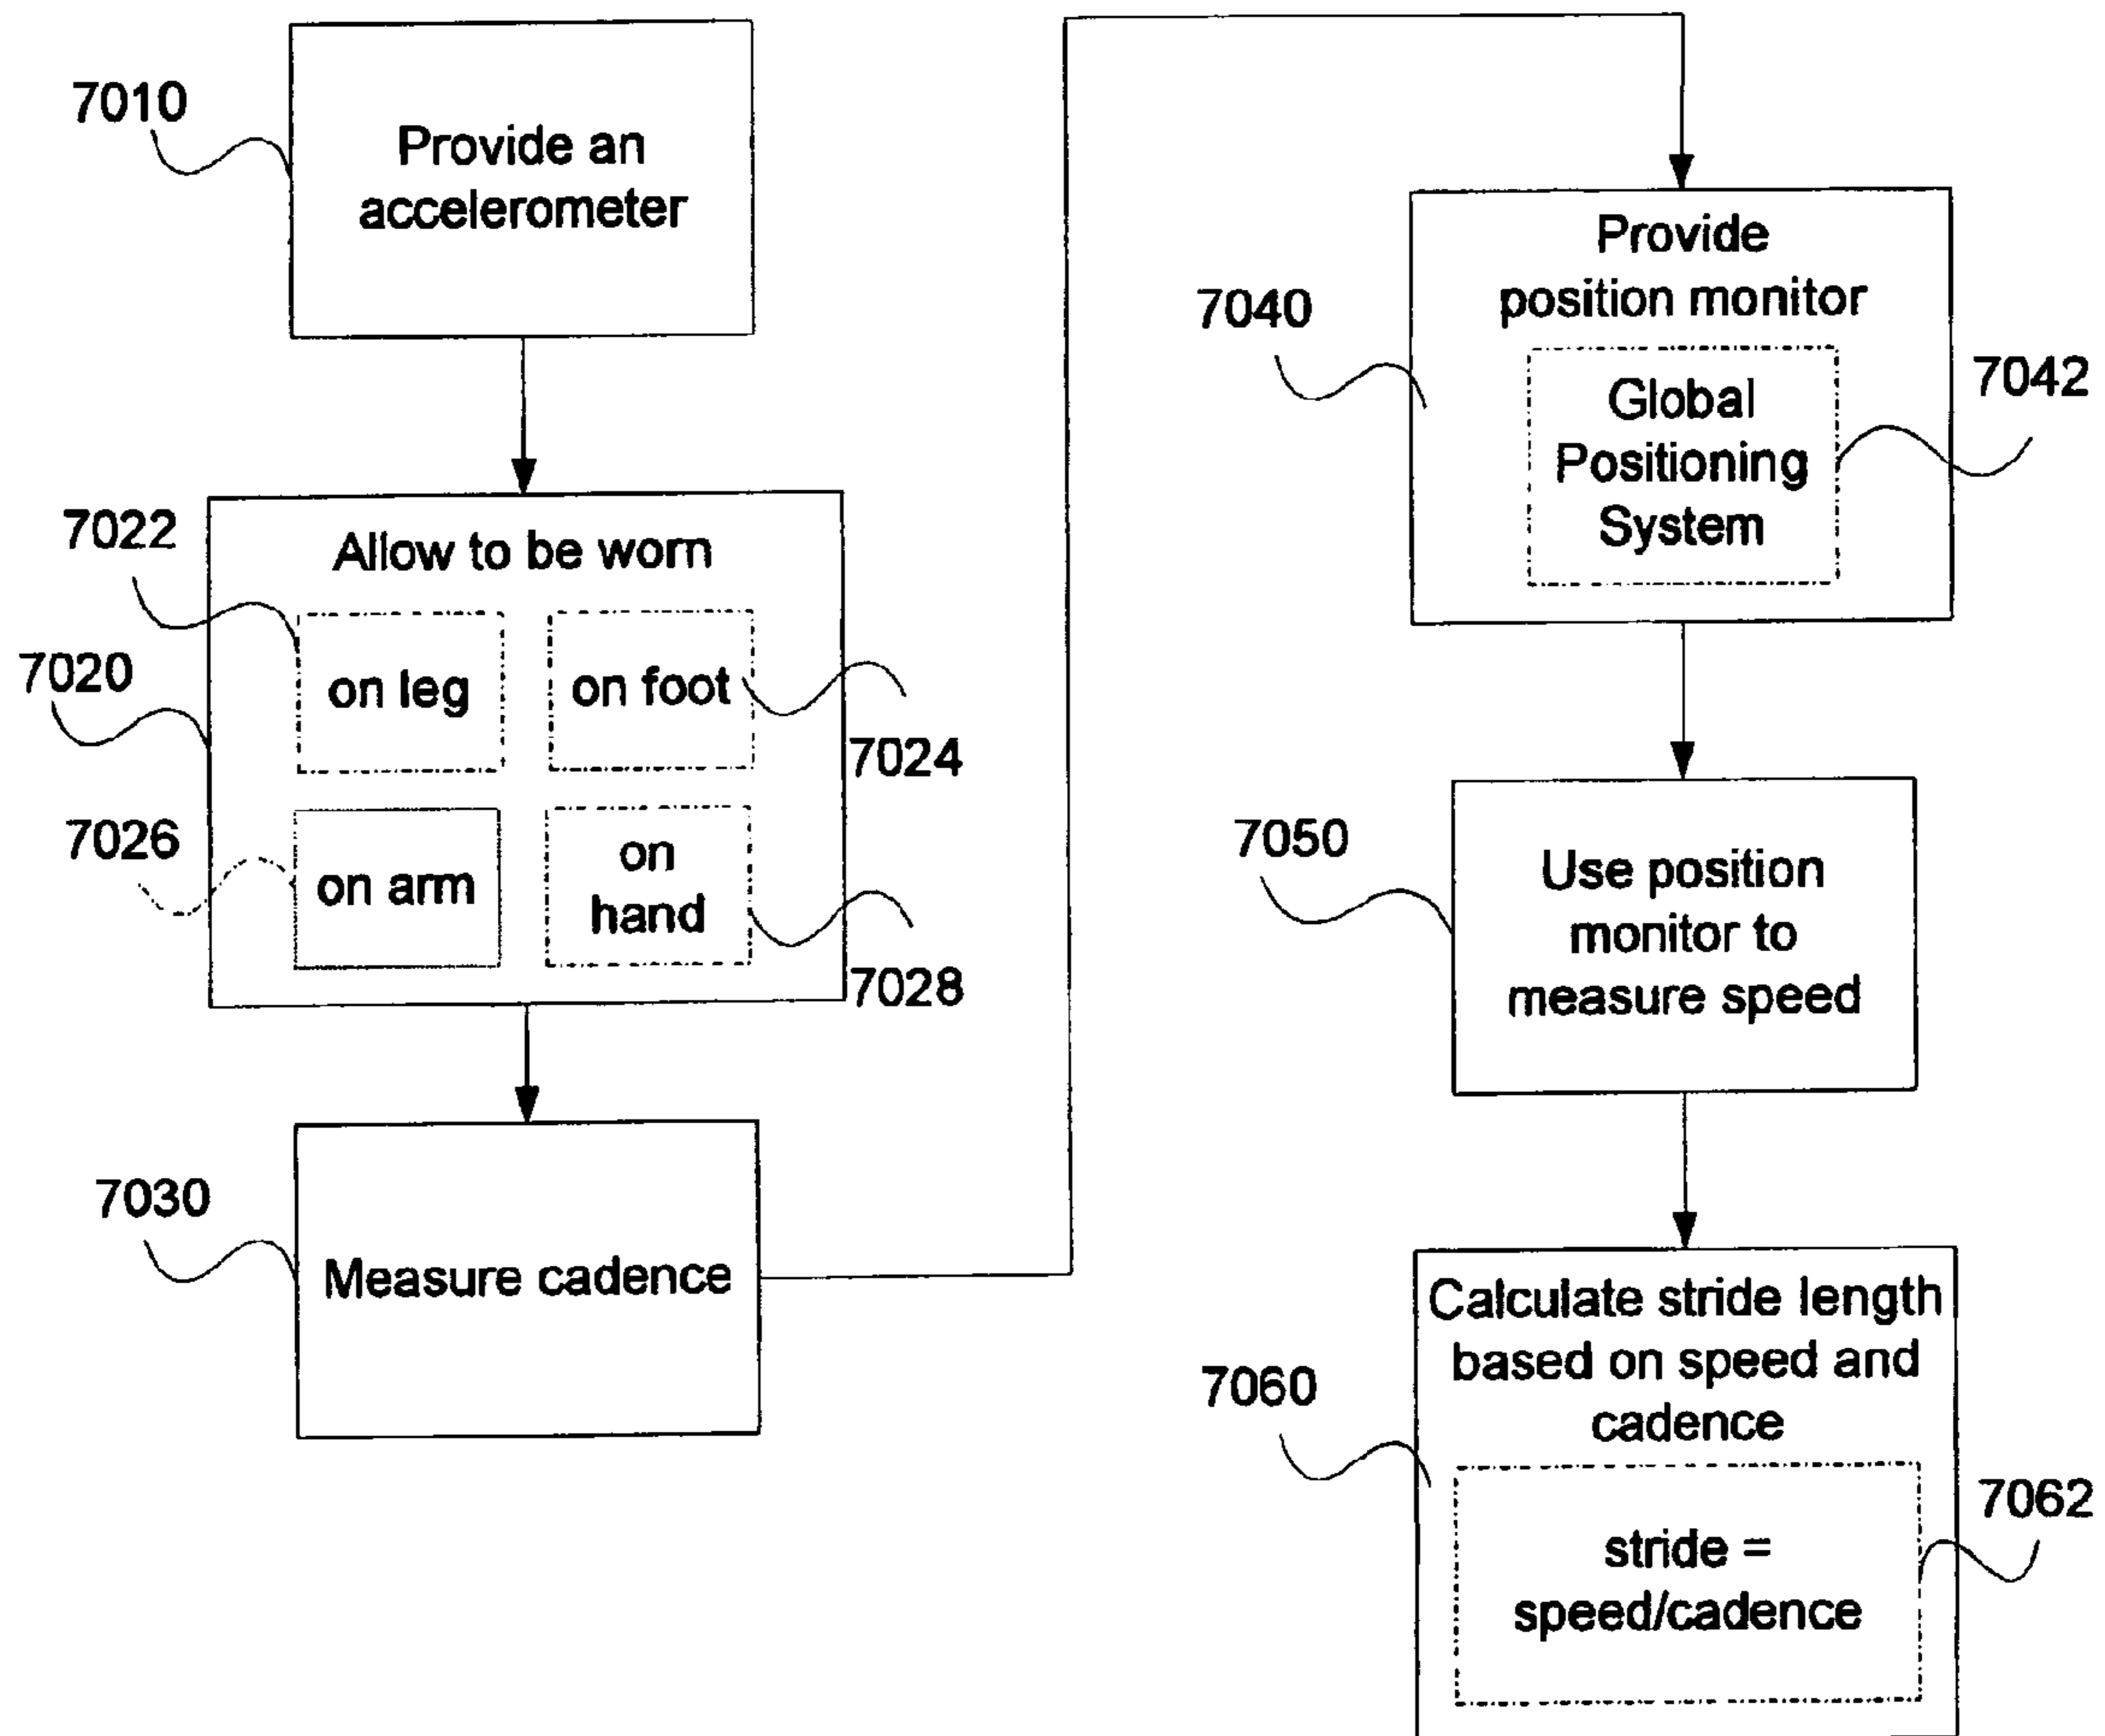 7010
Provide an
accelerometer
7022
Allow to be worn
7020
on leg
on foot
7024
7026
on arm
on
hand
7028
7030
Measure cadence
Provide
position monitor
7040
Global
Positioning
System
7042
7050
Use position
monitor to
measure speed
Calculate stride length
based on speed and
cadence
7060
stride =
speed/cadence
7062